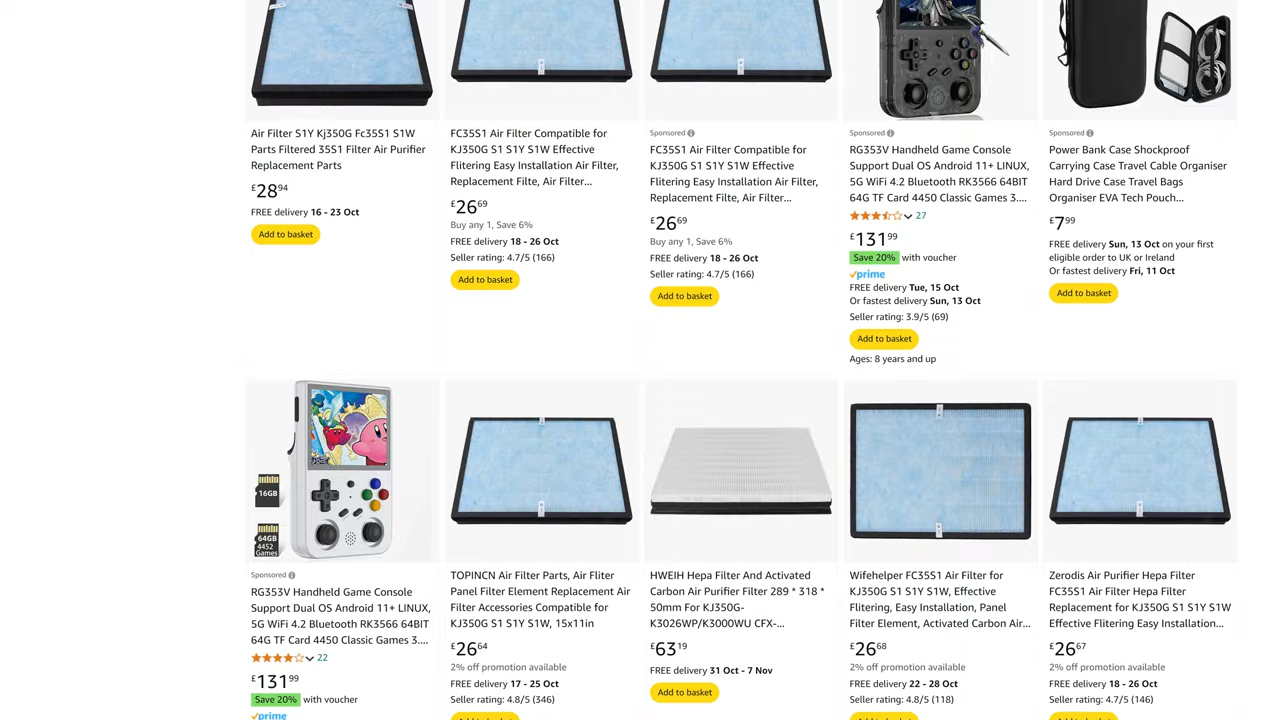 Air Filter S1Y Kj350G Fc35S1 S1W
Parts Filtered 35S1 Filter Air Purifier
Replacement Parts
£28 94
FREE delivery 16 - 23 Oct
Add to basket
FC35S1 Air Filter Compatible for
KJ350G S1 S1Y S1W Effective
Flitering Easy Installation Air Filter,
Replacement Filte, Air Filter...
£26 69
Buy any 1, Save 6%
FREE delivery 18 - 26 Oct
Seller rating: 4.7/5 (166)
Add to basket
Sponsored
FC35S1 Air Filter Compatible for
KJ350G S1 S1Y S1W Effective
Flitering Easy Installation Air Filter,
Replacement Filte, Air Filter...
£26 69
Buy any 1, Save 6%
FREE delivery 18 - 26 Oct
Seller rating: 4.7/5 (166)
Add to basket
Sponsored
RG353V Handheld Game Console
Support Dual OS Android 11+ LINUX,
5G WiFi 4.2 Bluetooth RK3566 64BIT
64G TF Card 4450 Classic Games 3....
27
£131 99
Save 20% with voucher
prime
FREE delivery Tue, 15 Oct
Or fastest delivery Sun, 13 Oct
Seller rating: 3.9/5 (69)
Add to basket
Ages: 8 years and up
Sponsored
Power Bank Case Shockproof
Carrying Case Travel Cable Organiser
Hard Drive Case Travel Bags
Organiser EVA Tech Pouch...
£7 99
FREE delivery Sun, 13 Oct on your first
eligible order to UK or Ireland
Or fastest delivery Fri, 11 Oct
Add to basket
16GB
64GB
4452
Games
Sponsored
RG353V Handheld Game Console
Support Dual OS Android 11+ LINUX,
5G WiFi 4.2 Bluetooth RK3566 64BIT
64G TF Card 4450 Classic Games 3....
22
£131 99
Save 20% with voucher
prime
TOPINCN Air Filter Parts, Air Fliter
Panel Filter Element Replacement Air
Filter Accessories Compatible for
KJ350G S1 S1Y S1W, 15x11in
£26 64
2% off promotion available
FREE delivery 17 - 25 Oct
Seller rating: 4.8/5 (346)
Add to basket
HWEIH Hepa Filter And Activated
Carbon Air Purifier Filter 289 * 318 *
50mm For KJ350G-
K3026WP/K3000WU CFX-...
£63 19
FREE delivery 31 Oct - 7 Nov
Add to basket
Wifehelper FC35S1 Air Filter for
KJ350G S1 S1Y S1W, Effective
Flitering, Easy Installation, Panel
Filter Element, Activated Carbon Air...
£26 68
2% off promotion available
FREE delivery 22 - 28 Oct
Seller rating: 4.8/5 (118)
Add to basket
Zerodis Air Purifier Hepa Filter
FC35S1 Air Filter Hepa Filter
Replacement for KJ350G S1 S1Y S1W
Effective Flitering Easy Installation...
£26 67
2% off promotion available
FREE delivery 18 - 26 Oct
Seller rating: 4.7/5 (146)
Add to basket